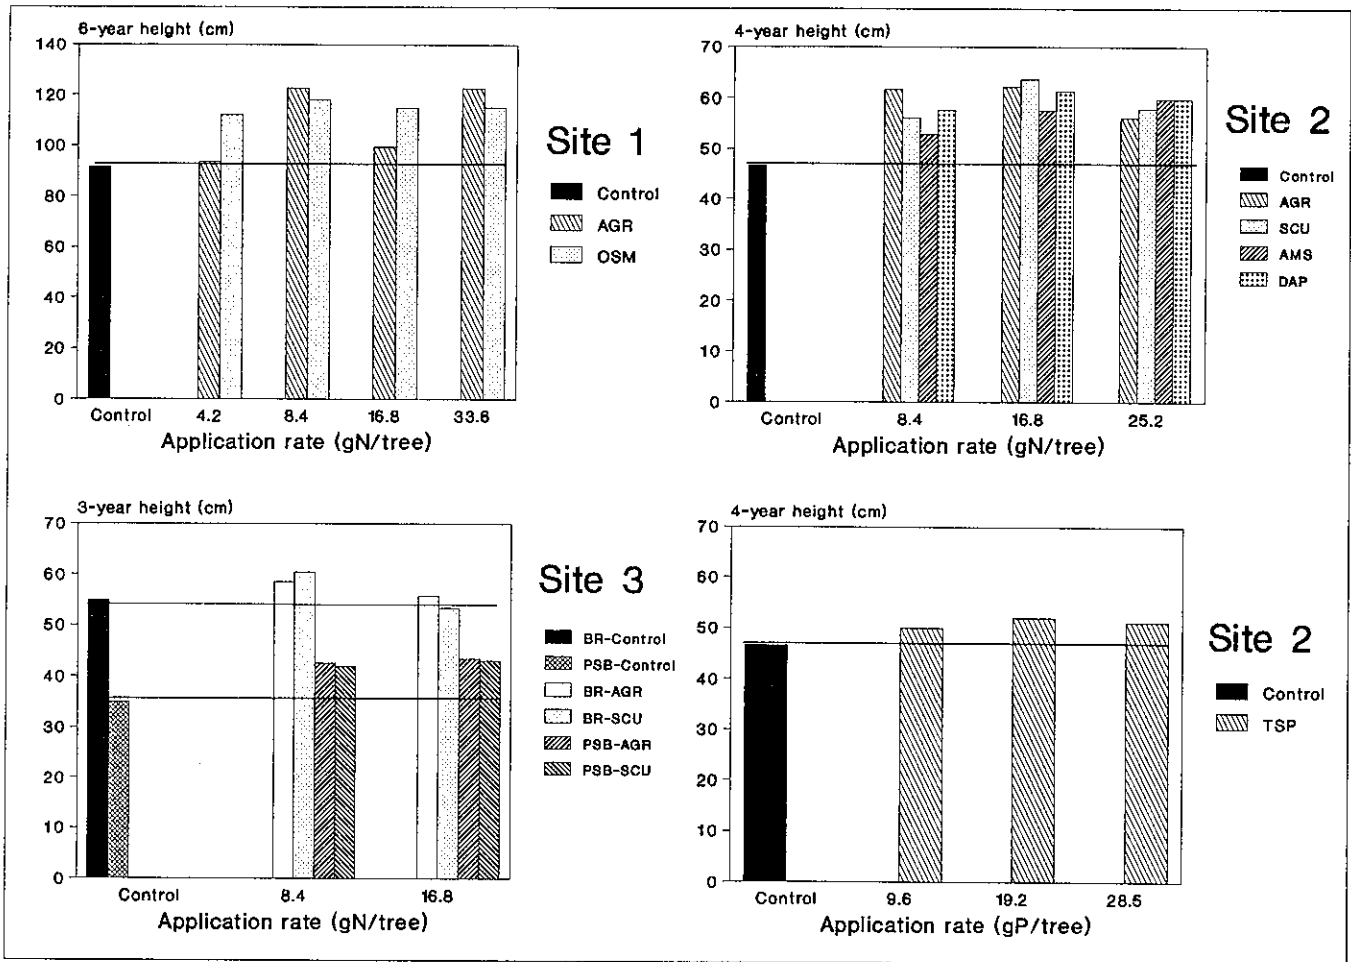 6-year height (cm)
140
120
100
80
60
40
20
0
Control 4.2 8.4 16.8 33.6
Application rate (gN/tree)
Site 1
Control
AGR
OSM
4-year height (cm)
70
60
50
40
30
20
10
0
Control 8.4 16.8 25.2
Application rate (gN/tree)
Site 2
Control
AGR
SCU
AMS
DAP
3-year height (cm)
70
60
50
40
30
20
10
0
Control 8.4 16.8
Application rate (gN/tree)
Site 3
BR-Control
PSB-Control
BR-AGR
BR-SCU
PSB-AGR
PSB-SCU
4-year height (cm)
70
60
50
40
30
20
10
0
Control 9.6 19.2 28.5
Application rate (gP/tree)
Site 2
Control
TSP